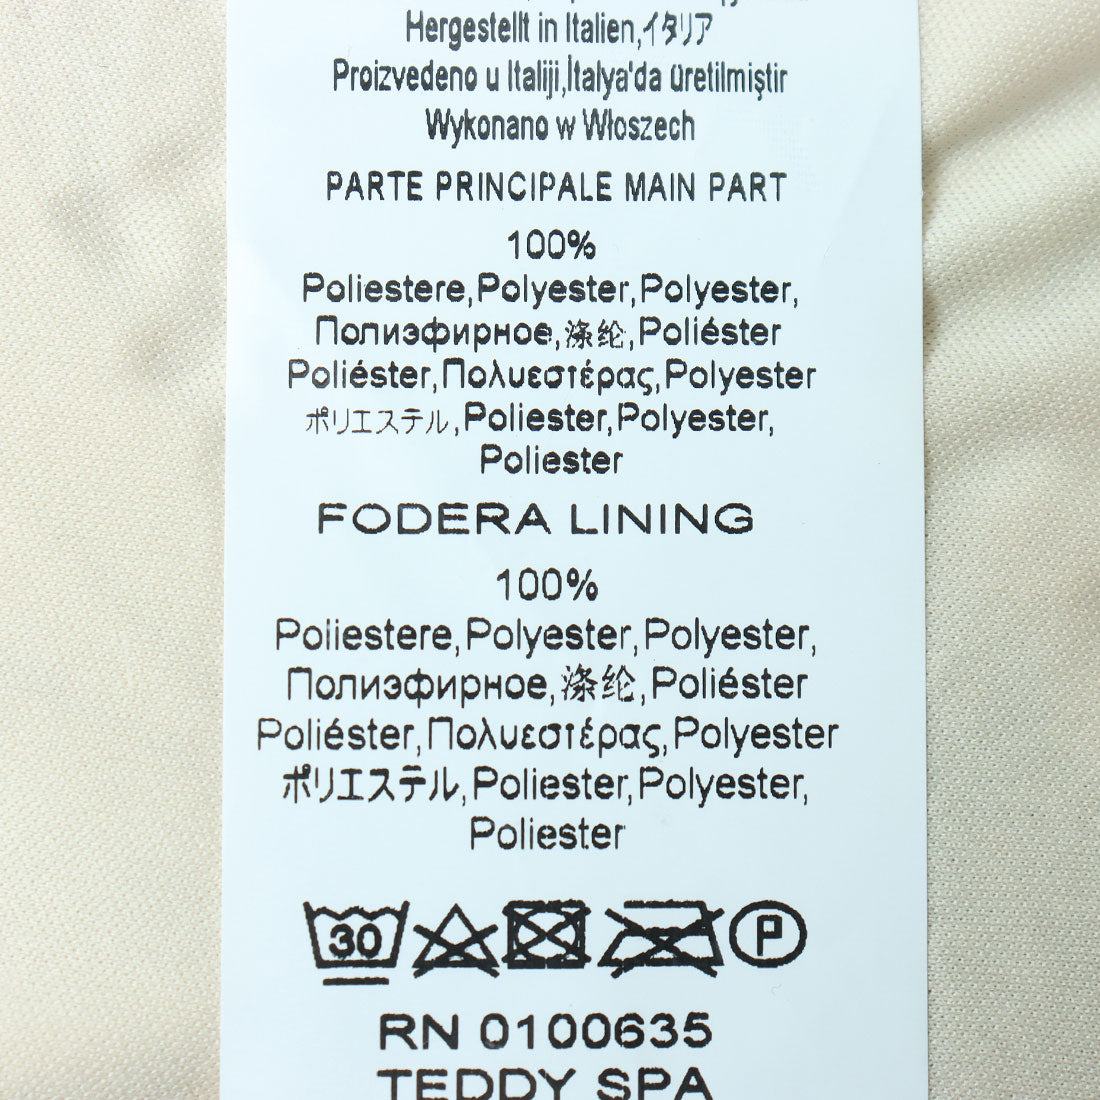 Hergestellt in Italien,イタリア
Proizvedeno u Italiji,İtalya'da üretilmiştir
Wykonano w Włoszech
PARTE PRINCIPALE MAIN PART
100%
Poliestere,Polyester,Polyester,
Полиэфирное,涤纶,Poliéster
Poliéster,Πολυεστέρας,Polyester
ポリエステル,Poliester,Polyester,
Poliester
FODERA LINING
100%
Poliestere,Polyester,Polyester,
Полиэфирное,涤纶,Poliéster
Poliéster,Πολυεστέρας,Polyester
ポリエステル,Poliester,Polyester,
Poliester
30 P
RN 0100635
TEDDY SPA